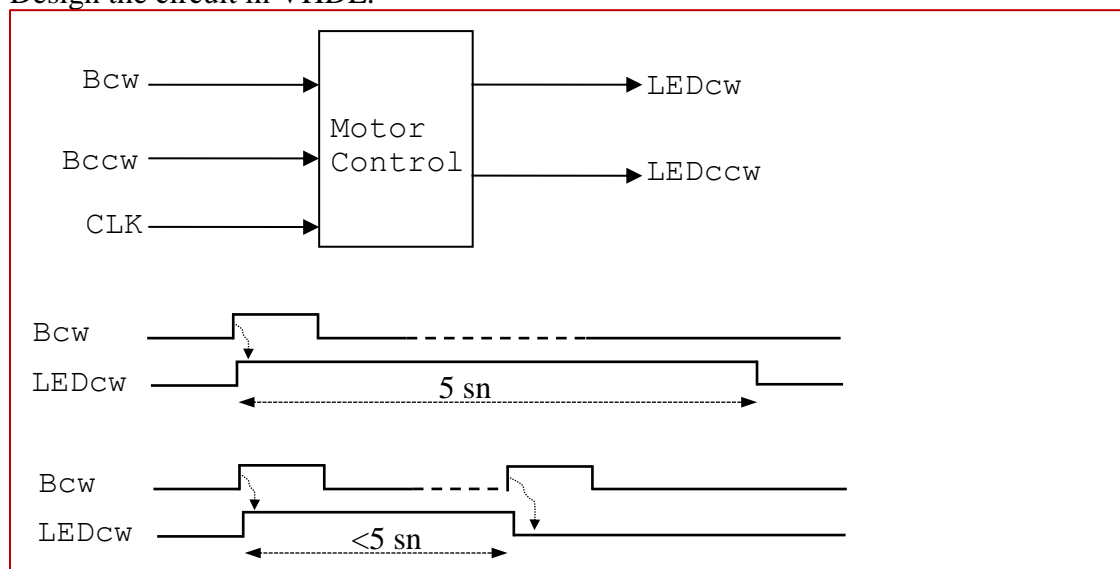 Design the circuit in VHDL.
Bcw
LEDcw
Motor
Control
Bccw
LEDccw
CLK
Bcw
LEDcw
5 sn
Bcw
LEDcw
<5 sn